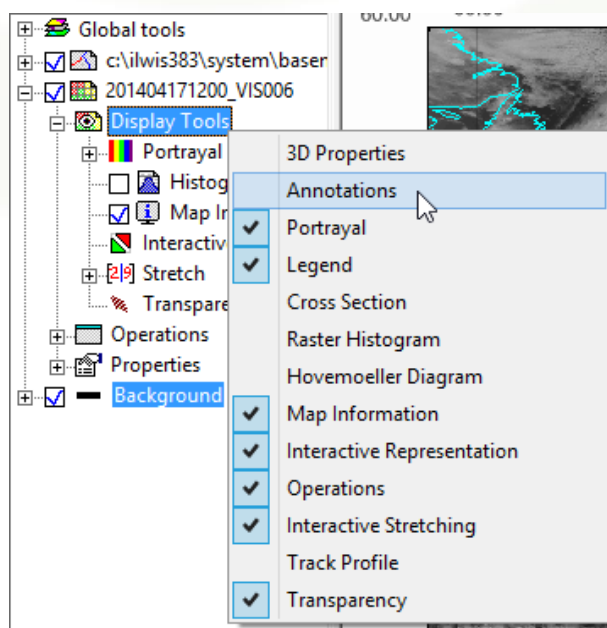 60.00
Global tools
c:\ilwis383\system\basem
201404171200_VIS006
Display Tools
Portrayal
3D Properties
Histog
Annotations
Map In
Portrayal
Interactive
Legend
Stretch
Cross Section
Transpare
Raster Histogram
Operations
Hovemoeller Diagram
Properties
Map Information
Background
Interactive Representation
Operations
Interactive Stretching
Track Profile
Transparency